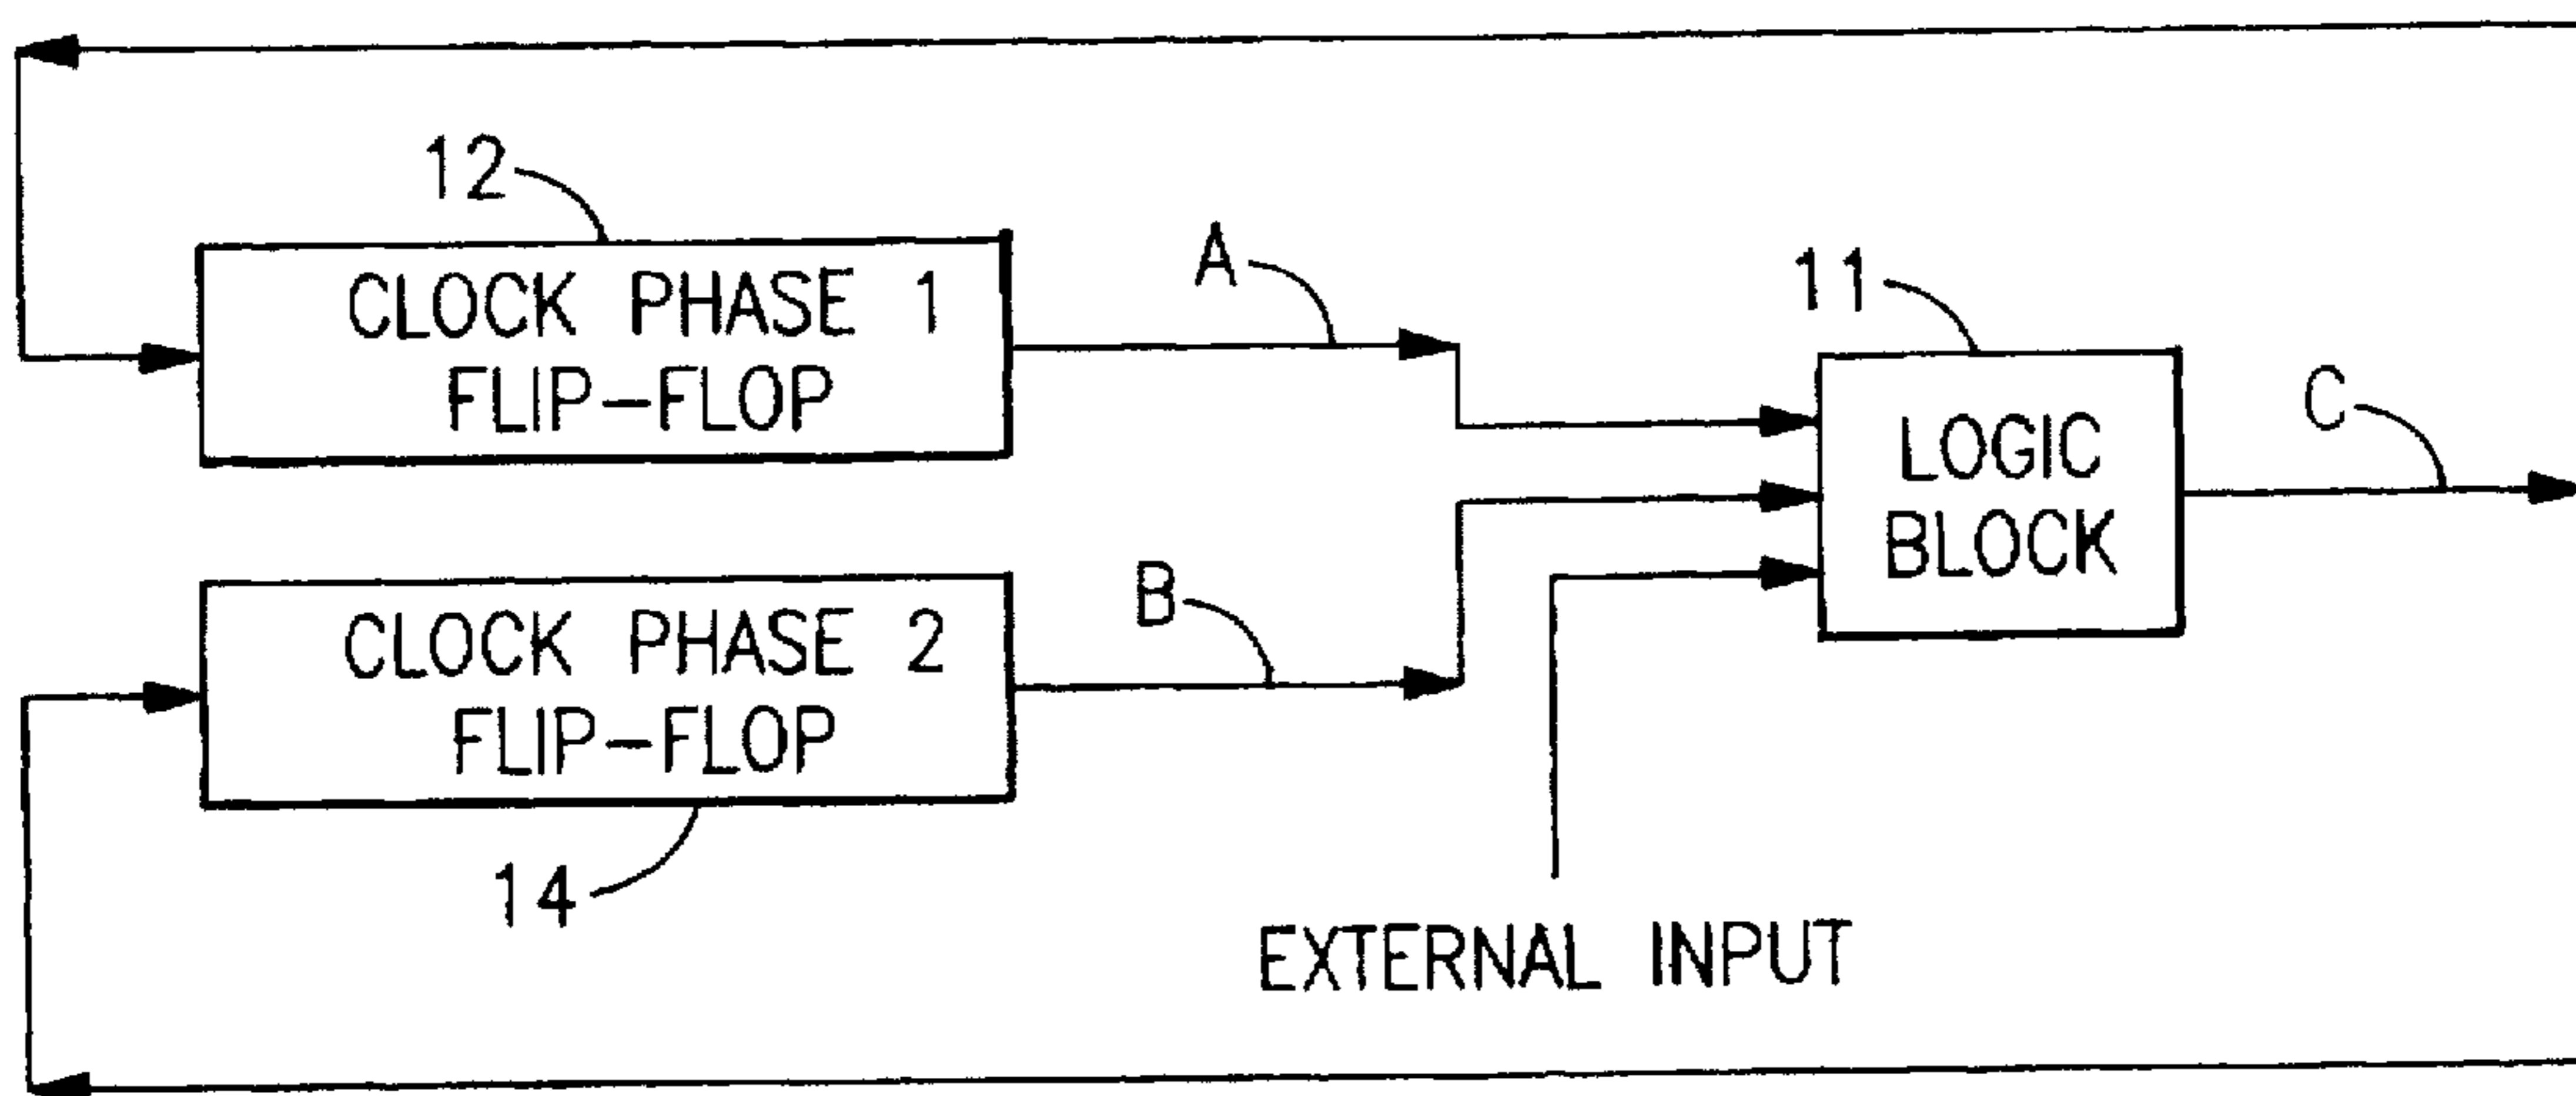 12
CLOCK PHASE 1
FLIP-FLOP
A
11
LOGIC
BLOCK
C
CLOCK PHASE 2
FLIP-FLOP
B
14
EXTERNAL INPUT